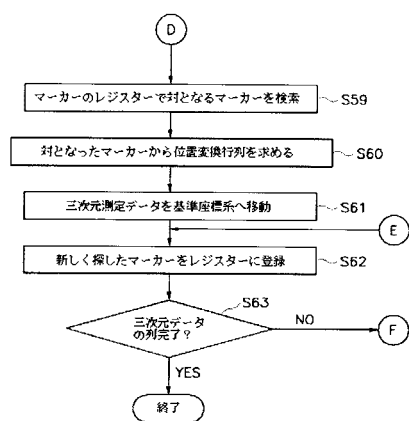 D
マーカーのレジスターで対となるマーカーを検索
S59
対となったマーカーから位置変換行列を求める
S60
三次元測定データを基準座標系へ移動
S61
E
新しく探したマーカーをレジスターに登録
S62
S63
三次元データ
の列完了?
NO
F
YES
終了